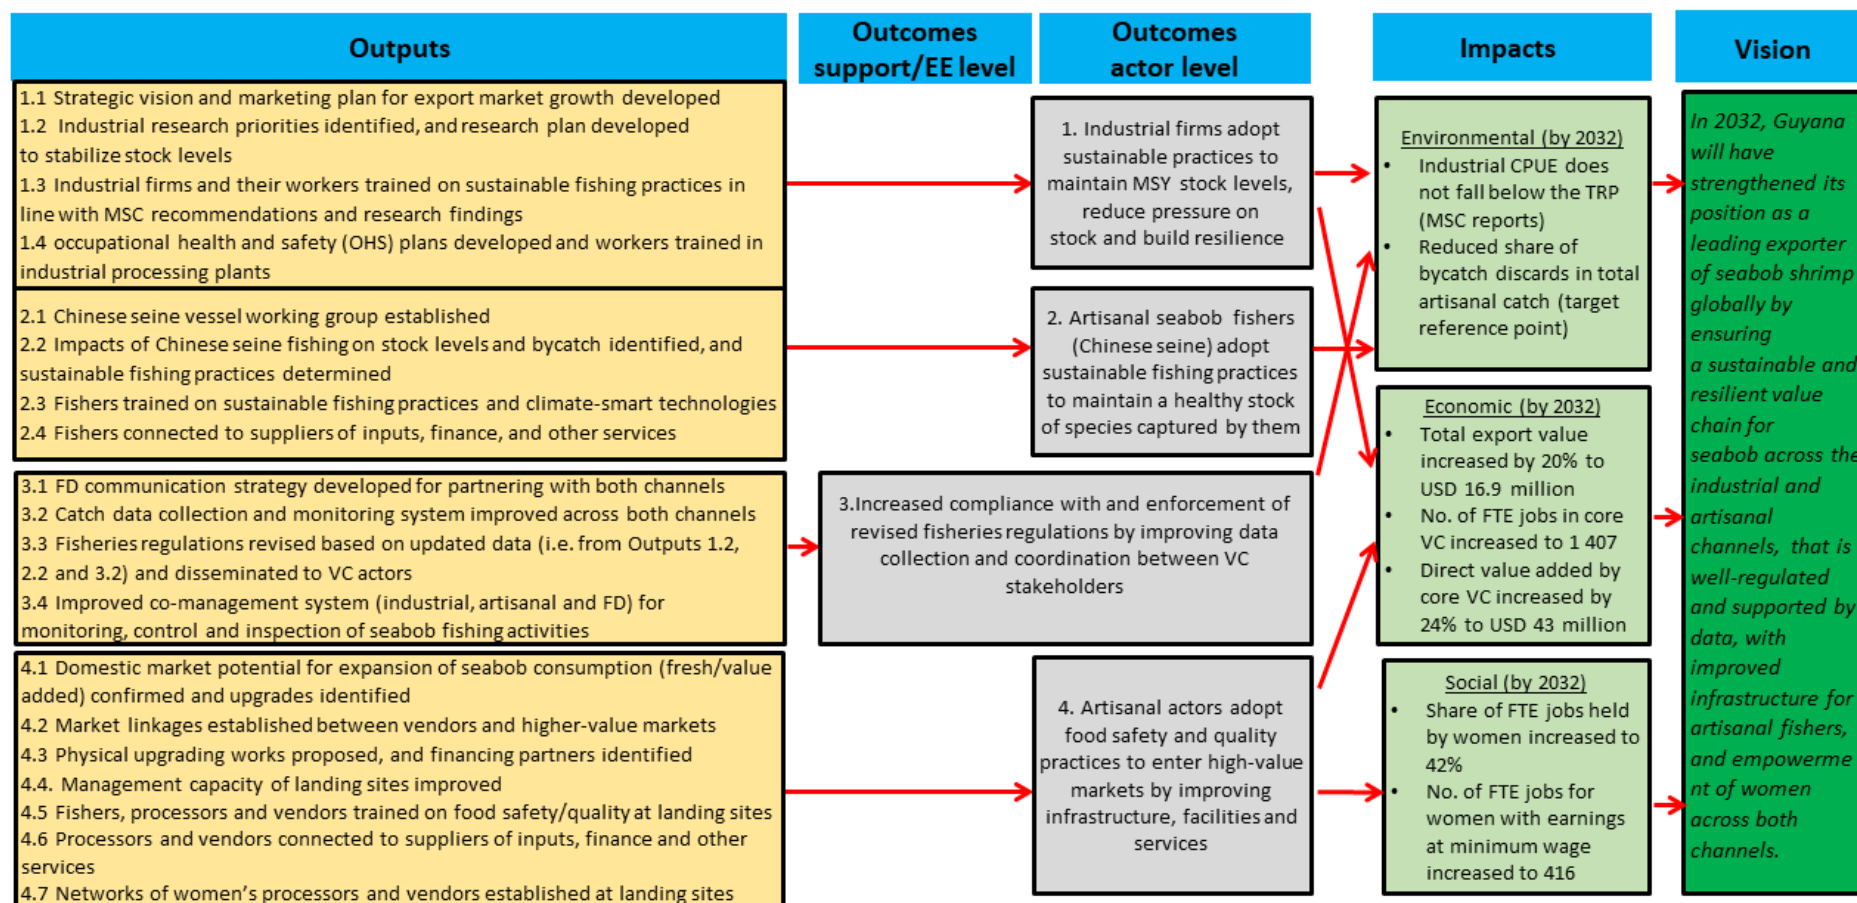 Outputs
Outcomes
support/EE level
Outcomes
actor level
Impacts
Vision
1.1 Strategic vision and marketing plan for export market growth developed
1.2 Industrial research priorities identified, and research plan developed
to stabilize stock levels
1.3 Industrial firms and their workers trained on sustainable fishing practices in
line with MSC recommendations and research findings
1.4 occupational health and safety (OHS) plans developed and workers trained in
industrial processing plants
2.1 Chinese seine vessel working group established
2.2 Impacts of Chinese seine fishing on stock levels and bycatch identified, and
sustainable fishing practices determined
2.3 Fishers trained on sustainable fishing practices and climate-smart technologies
2.4 Fishers connected to suppliers of inputs, finance, and other services
3.1 FD communication strategy developed for partnering with both channels
3.2 Catch data collection and monitoring system improved across both channels
3.3 Fisheries regulations revised based on updated data (i.e. from Outputs 1.2,
2.2 and 3.2) and disseminated to VC actors
3.4 Improved co-management system (industrial, artisanal and FD) for
monitoring, control and inspection of seabob fishing activities
4.1 Domestic market potential for expansion of seabob consumption (fresh/value
added) confirmed and upgrades identified
4.2 Market linkages established between vendors and higher-value markets
4.3 Physical upgrading works proposed, and financing partners identified
4.4. Management capacity of landing sites improved
4.5 Fishers, processors and vendors trained on food safety/quality at landing sites
4.6 Processors and vendors connected to suppliers of inputs, finance and other
services
4.7 Networks of women's processors and vendors established at landing sites
1. Industrial firms adopt
sustainable practices to
maintain MSY stock levels,
reduce pressure on
stock and build resilience
2. Artisanal seabob fishers
(Chinese seine) adopt
sustainable fishing practices
to maintain a healthy stock
of species captured by them
3.Increased compliance with and enforcement of
revised fisheries regulations by improving data
collection and coordination between VC
stakeholders
4. Artisanal actors adopt
food safety and quality
practices to enter high-value
markets by improving
infrastructure, facilities and
services
Environmental (by 2032)
• Industrial CPUE does
not fall below the TRP
(MSC reports)
• Reduced share of
bycatch discards in total
artisanal catch (target
reference point)
Economic (by 2032)
• Total export value
increased by 20% to
USD 16.9 million
• No. of FTE jobs in core
VC increased to 1 407
• Direct value added by
core VC increased by
24% to USD 43 million
Social (by 2032)
• Share of FTE jobs held
by women increased to
42%
• No. of FTE jobs for
women with earnings
at minimum wage
increased to 416
In 2032, Guyana
will have
strengthened its
position as a
leading exporter
of seabob shrimp
globally by
ensuring
a sustainable and
resilient value
chain for
seabob across the
industrial and
artisanal
channels, that is
well-regulated
and supported by
data, with
improved
infrastructure for
artisanal fishers,
and empowerme
nt of women
across both
channels.